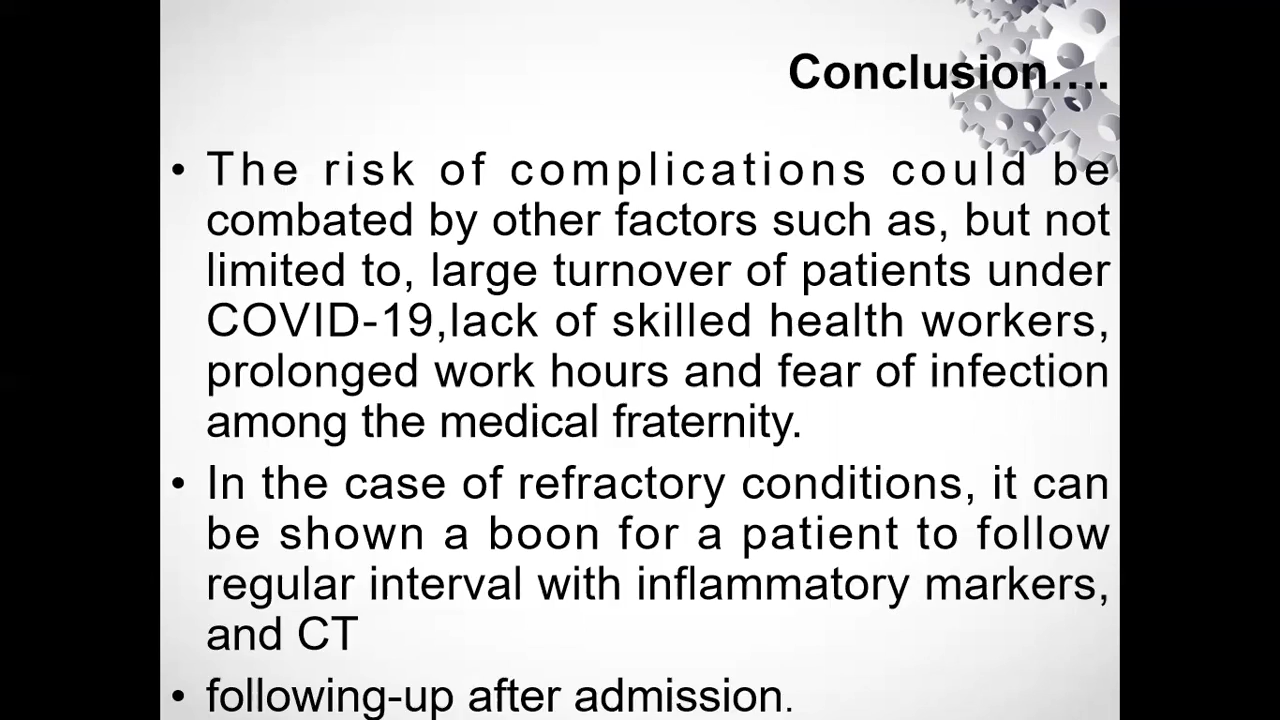 Conclusion….
• The risk of complications could be
combated by other factors such as, but not
limited to, large turnover of patients under
COVID-19,lack of skilled health workers,
prolonged work hours and fear of infection
among the medical fraternity.
• In the case of refractory conditions, it can
be shown a boon for a patient to follow
regular interval with inflammatory markers,
and CT
• following-up after admission.